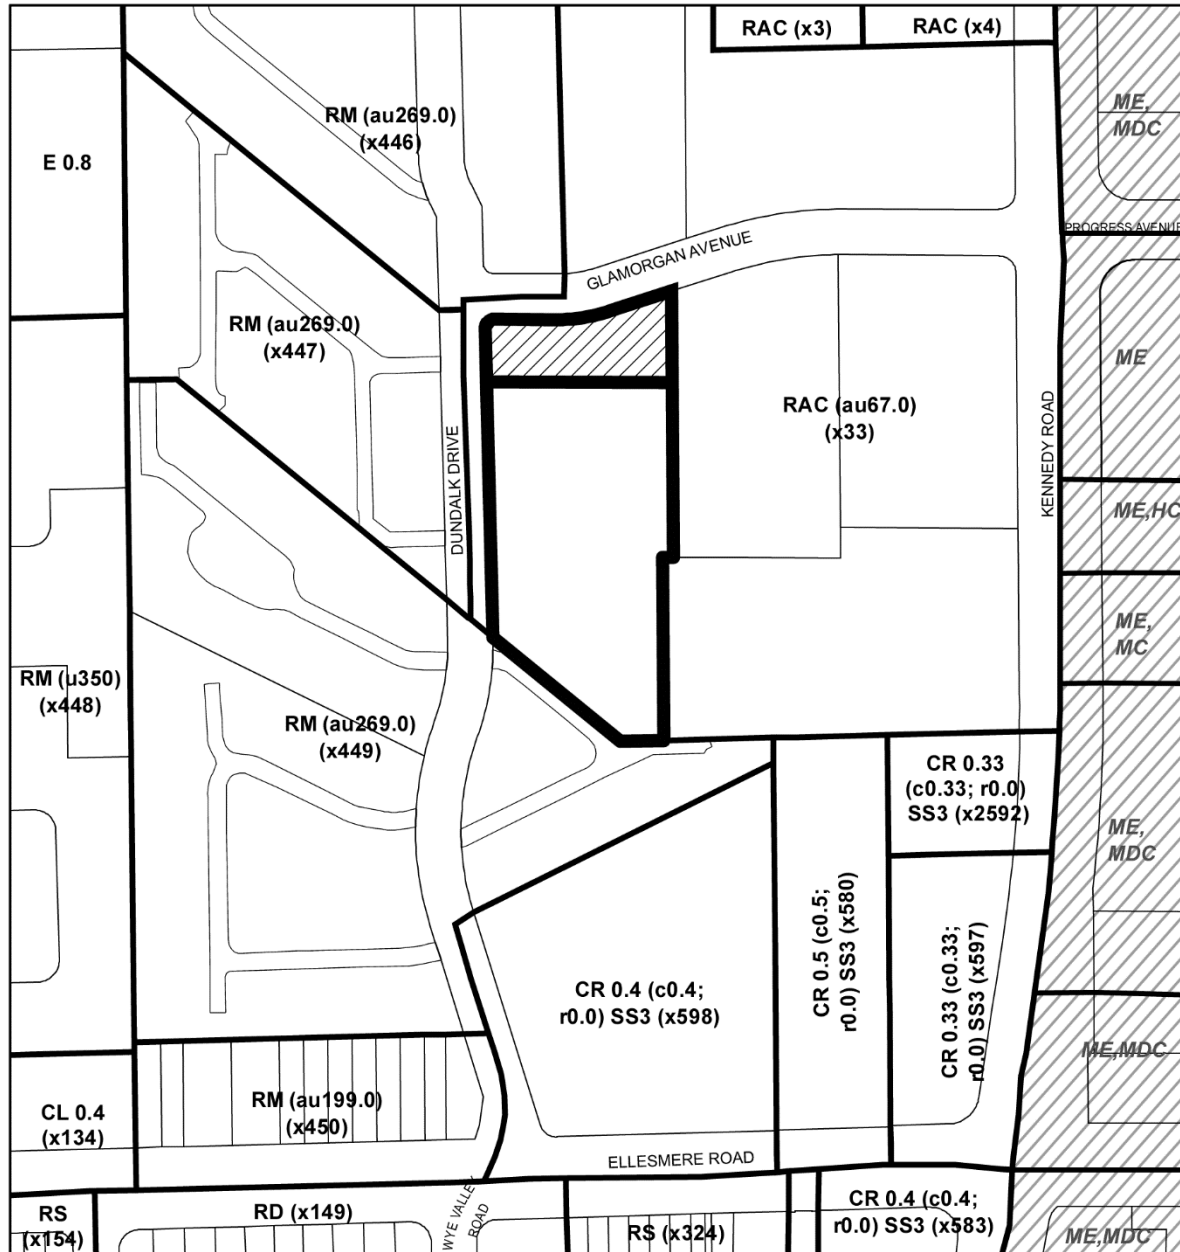 RAC (x3)
RAC (x4)
RM (au269.0)
(x446)
ME,
MDC
E 0.8
PROGRESS AVENUE
GLAMORGAN AVENUE
RM (au269.0)
(x447)
ME
RAC (au67.0)
(x33)
KENNEDY ROAD
DUNDALK DRIVE
ME,HC
ME,
MC
RM (u350)
(x448)
RM (au269.0)
(x449)
CR 0.33
(c0.33; r0.0)
SS3 (x2592)
ME,
MDC
CR 0.5 (c0.5;
r0.0) SS3 (x580)
CR 0.33 (c0.33;
r0.0) SS3 (x597)
CR 0.4 (c0.4;
r0.0) SS3 (x598)
ME,MDC
CL 0.4
(x134)
RM (au199.0)
(x450)
ELLESMERE ROAD
WYE VALLEY
ROAD
RS
(x154)
RD (x149)
RS (x324)
CR 0.4 (c0.4;
r0.0) SS3 (x583)
ME,MDC